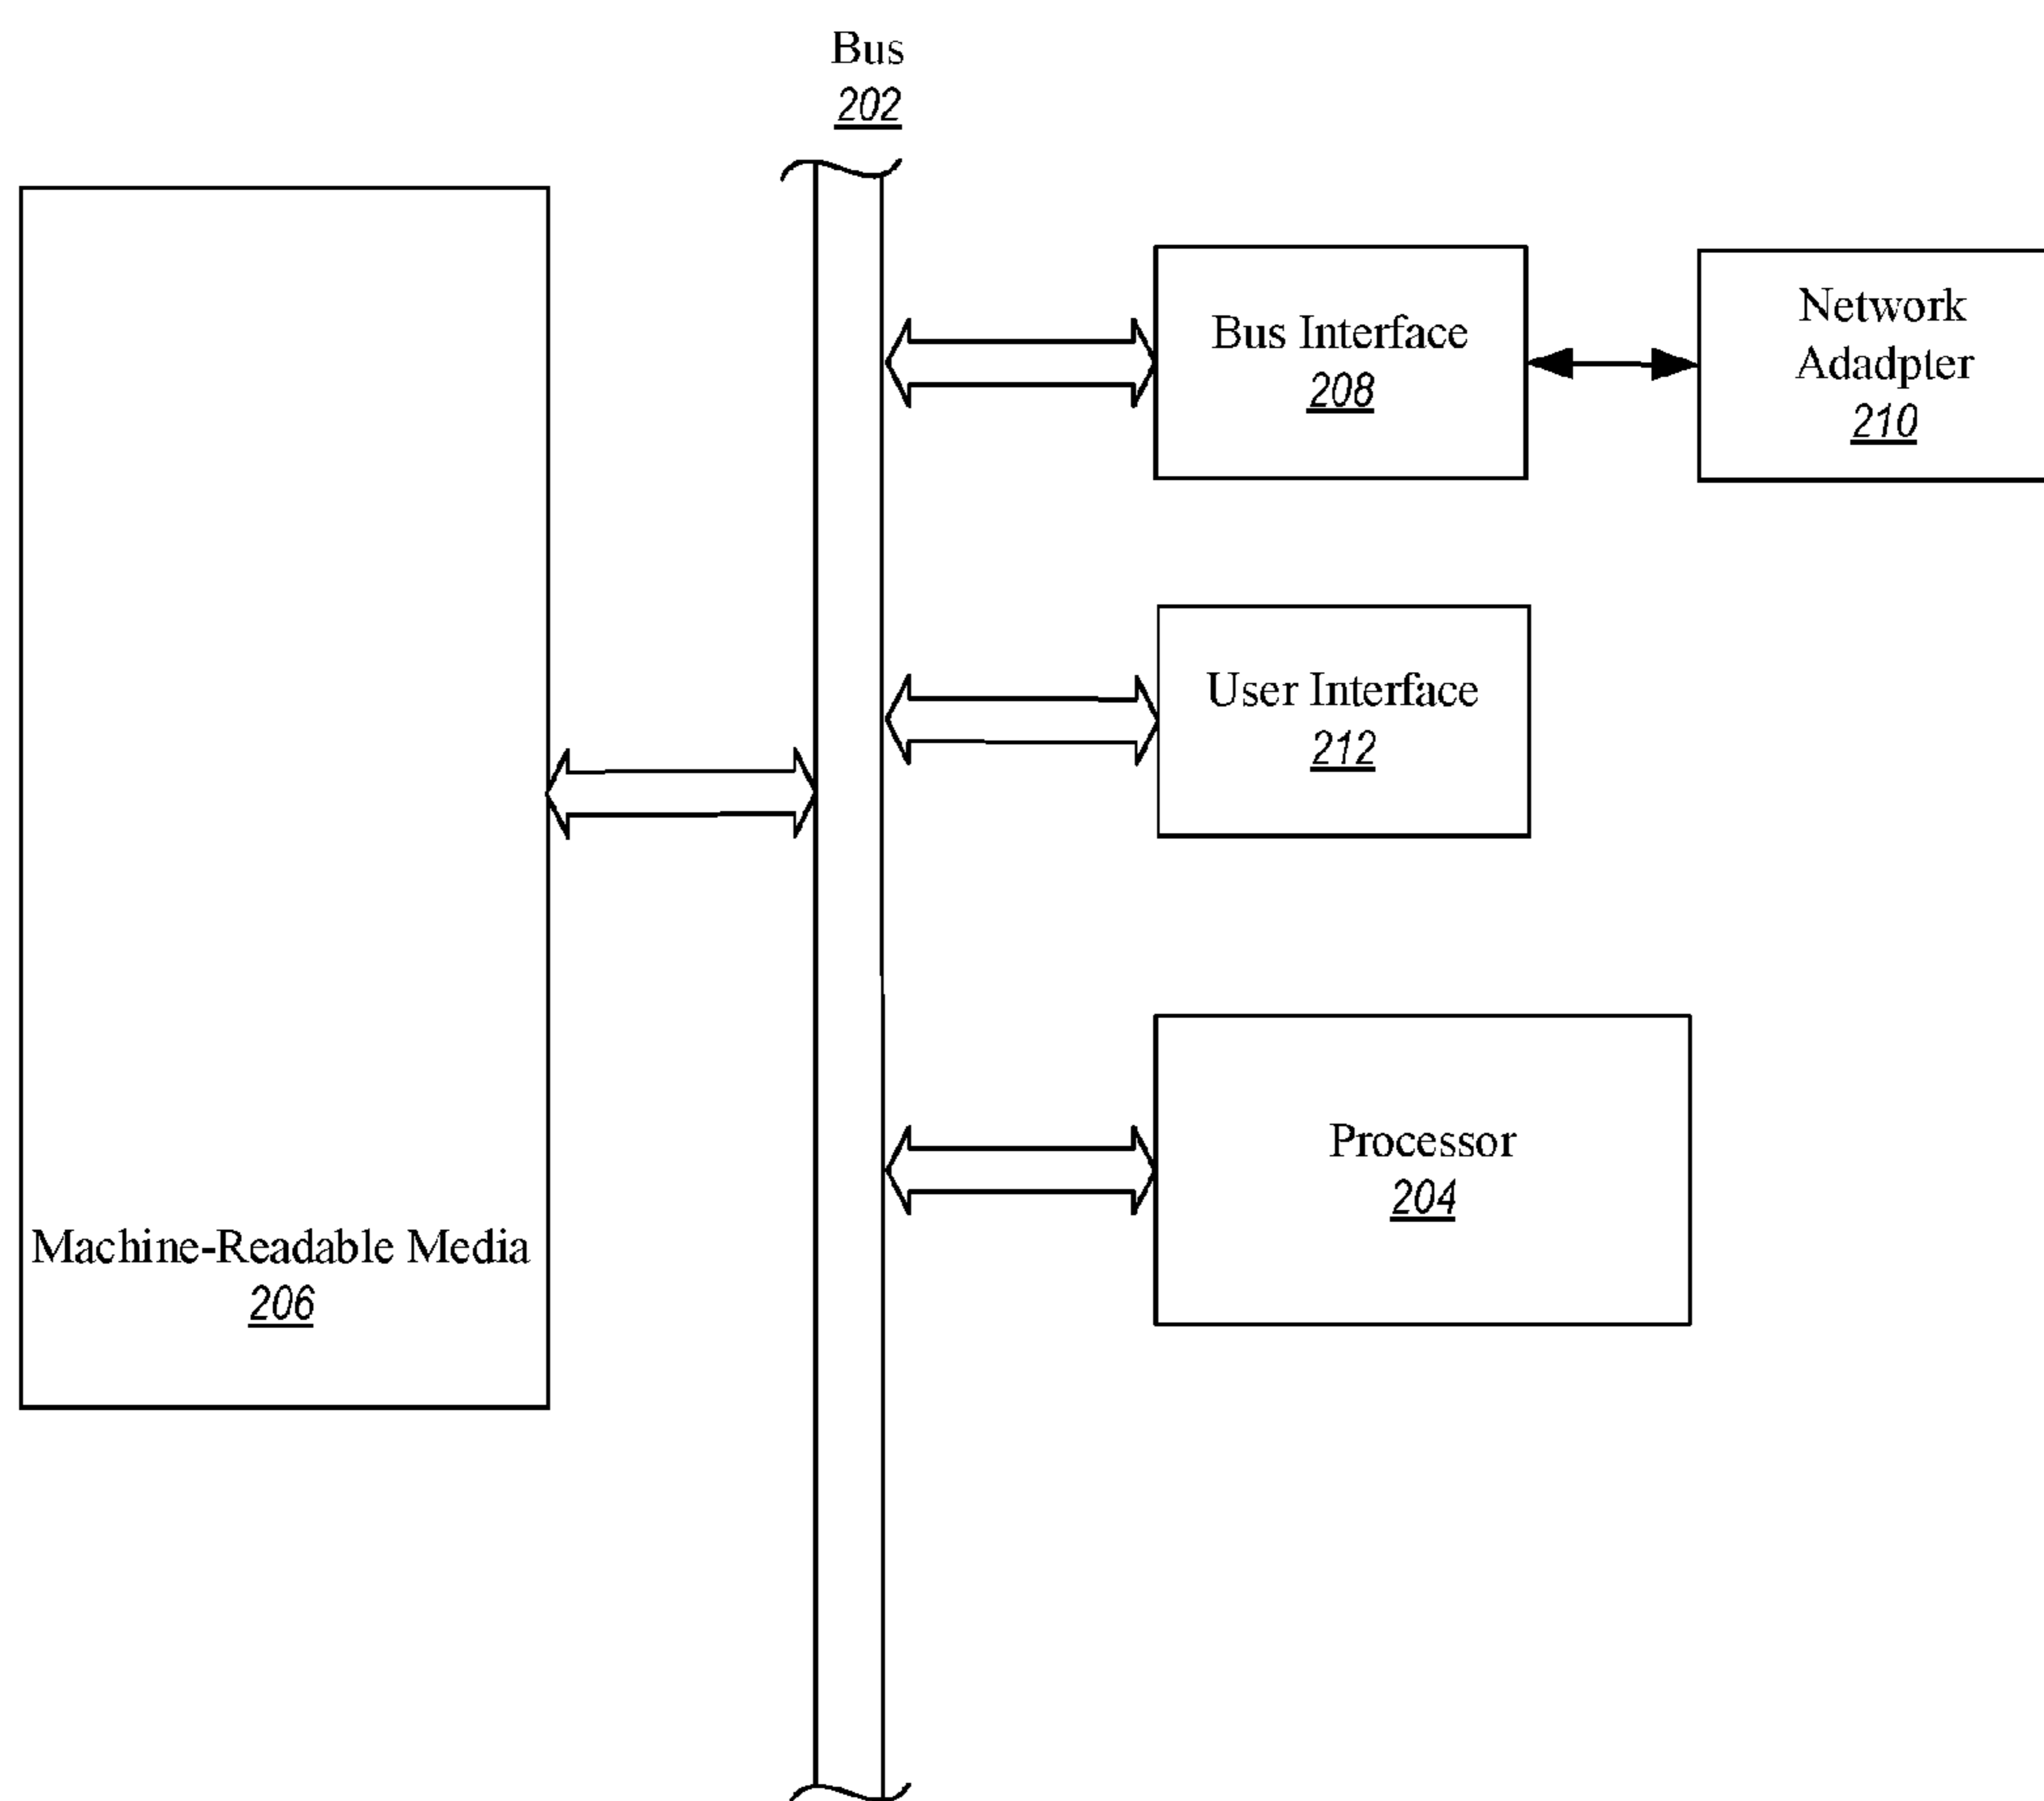 Bus
202
Bus Interface
208
Network
Adadpter
210
User Interface
212
Processor
204
Machine-Readable Media
206